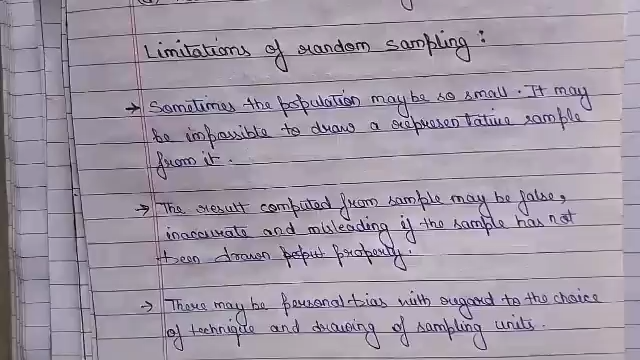 Limitations of random sampling :
→ Sometimes the population may be so small. It may
be impossible to draw a representative sample
from it.
→ The result computed from sample may be false,
inaccurate and misleading if the sample has not
been drawn property.
→ There may be personal bias with regard to the choice
of technique and drawing of sampling units.